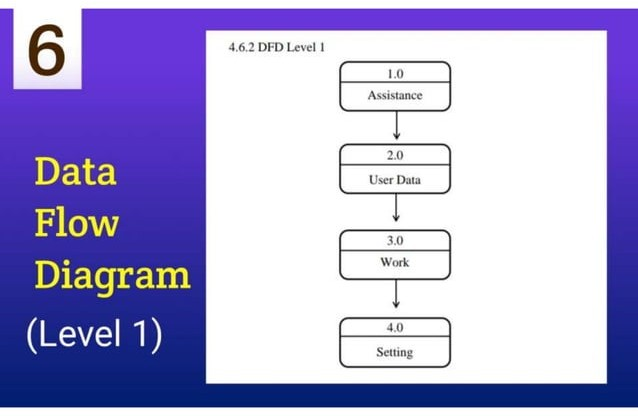 6
Data
Flow
Diagram
(Level 1)
4.6.2 DFD Level 1
1.0
Assistance
2.0
User Data
3.0
Work
4.0
Setting